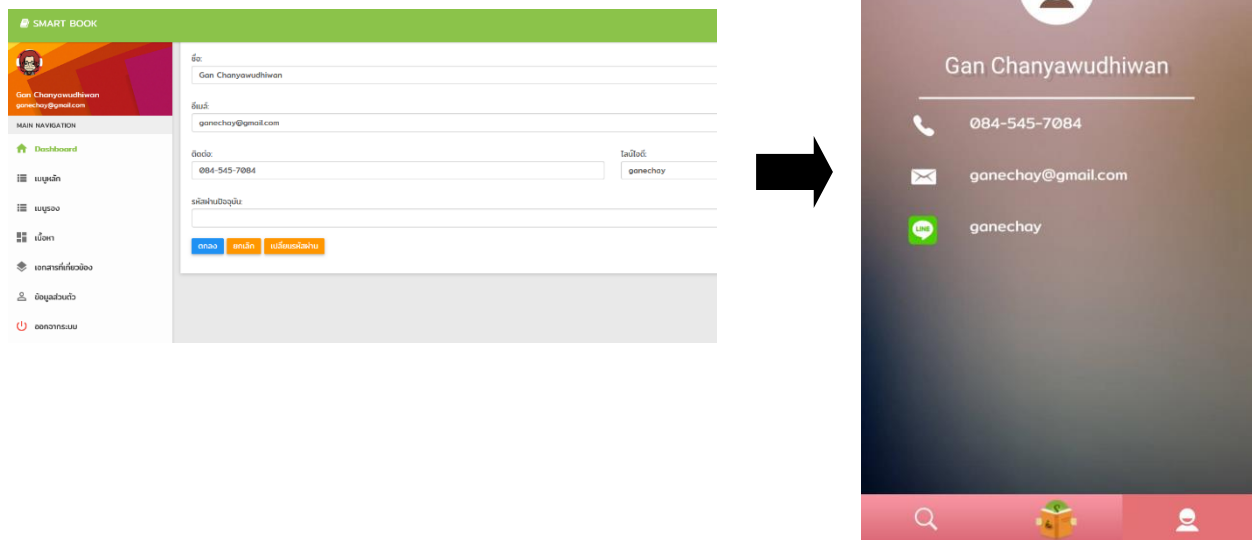 SMART BOOK
Gan Chanyawudhiwan
ganechay@gmail.com
MAIN NAVIGATION
Dashboard
เมนูหลัก
เมนูรอง
เนื้อหา
เอกสารที่เกี่ยวข้อง
ข้อมูลส่วนตัว
ออกจากระบบ
ชื่อ:
Gan Chanyawudhiwan
อีเมล์:
ganechay@gmail.com
ติดต่อ: ไลน์ไอดี:
084-545-7084 ganechay
รหัสผ่านปัจจุบัน:
ตกลง ยกเลิก เปลี่ยนรหัสผ่าน
Gan Chanyawudhiwan
084-545-7084
ganechay@gmail.com
LINE ganechay